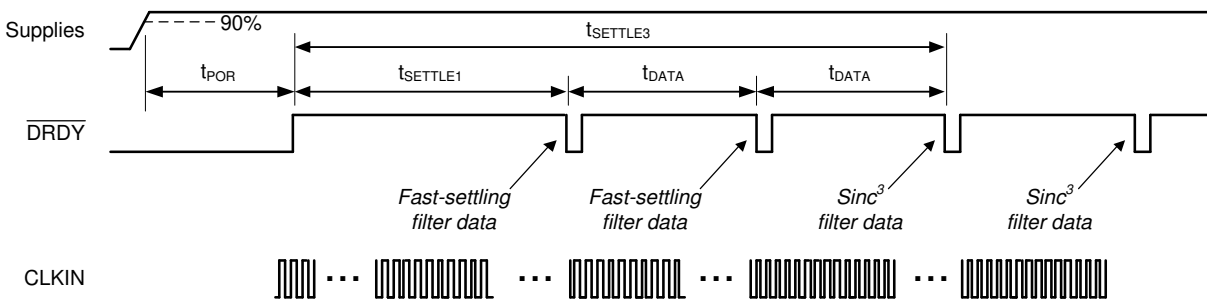 Supplies
90%
tSETTLE3
tPOR
tSETTLE1
tDATA
tDATA
DRDY
Fast-settling
filter data
Fast-settling
filter data
Sinc³
filter data
Sinc³
filter data
CLKIN